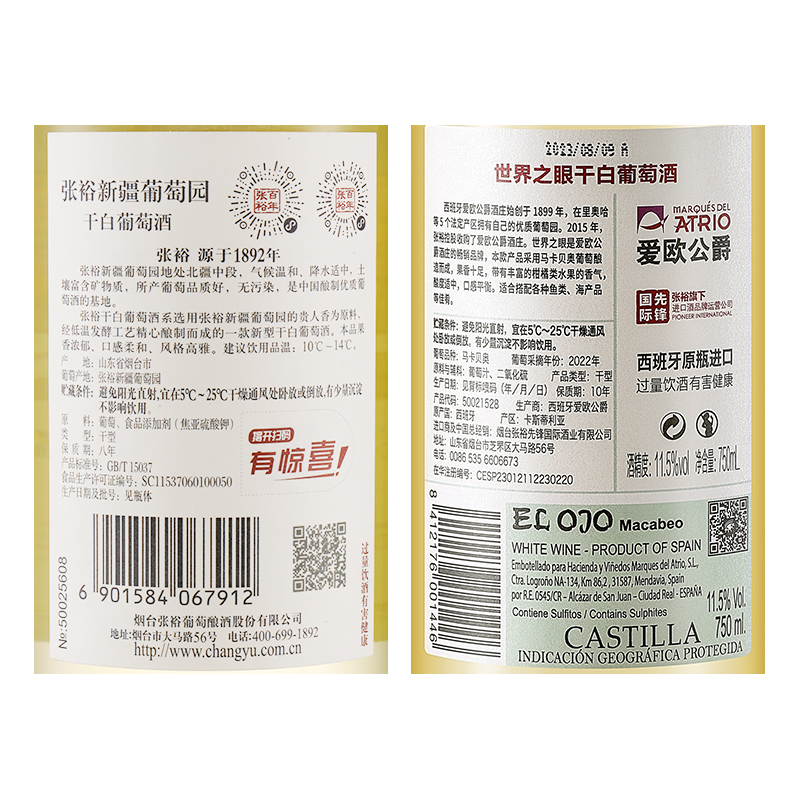 张裕新疆葡萄园
干白葡萄酒
百年张裕
百年张裕
张裕 源于1892年
张裕新疆葡萄园地处北疆中段，气候温和、降水适中，土
壤富含矿物质，所产葡萄品质好，无污染，是中国酿制优质葡
萄酒的基地。
张裕干白葡萄酒系选用张裕新疆葡萄园的贵人香为原料，
经低温发酵工艺精心酿制而成的一款新型干白葡萄酒。本品果
香浓郁、口感柔和、风格高雅。建议饮用品温：10℃~14℃。
产 地：山东省烟台市
葡萄产地：张裕新疆葡萄园
贮藏条件：避免阳光直射,宜在5℃~25℃干燥通风处卧放或倒放,有少量沉淀
不影响饮用。
原 料：葡萄、食品添加剂（焦亚硫酸钾）
类 型：干型
保 质 期：八年
产品标准号：GB/T 15037
食品生产许可证编号：SC11537060100050
生产日期及批号：见瓶体
揭开扫码
有惊喜！
6 901584 067912
№:50025608
过量饮酒有害健康
烟台张裕葡萄酿酒股份有限公司
地址:烟台市大马路56号 电话:400-699-1892
http://www.changyu.com.cn
2023/08/09 A
世界之眼干白葡萄酒
西班牙爱欧公爵酒庄始创于 1899 年，在里奥哈
等 5 个法定产区拥有自己的优质葡萄园。2015 年，
张裕控股收购了爱欧公爵酒庄。世界之眼是爱欧公
爵酒庄的畅销品牌，本款产品采用马卡贝奥葡萄酿
造而成，果香十足，带有丰富的柑橘类水果的香气，
酸度适中，口感平衡。适合搭配各种鱼类、海产品
等佳肴。
贮藏条件：避免阳光直射，宜在5℃~25℃干燥通风
处卧放或倒放，有少量沉淀不影响饮用。
葡萄品种：马卡贝奥 葡萄采摘年份：2022年
原料与辅料：葡萄汁、二氧化硫 产品类型：干型
生产日期：见背标喷码（年／月／日） 保质期：10年
产品代码：50021528 生产商：西班牙爱欧公爵
原产国：西班牙 产区：卡斯蒂利亚
进口商及中国总经销：烟台张裕先锋国际酒业有限公司
地址：山东省烟台市芝罘区大马路56号
电话：0086 535 6606673
在华注册编号：CESP23012112230220
MARQUÉS DEL
ATRIO
爱欧公爵
先锋国际
张裕旗下
进口酒品牌运营公司
PIONEER INTERNATIONAL
西班牙原瓶进口
过量饮酒有害健康
酒精度：11.5%vol 净含量：750mL
8 412776 001446
EL OJO Macabeo
WHITE WINE - PRODUCT OF SPAIN
Embotellado para Hacienda y Viñedos Marques del Atrio, S.L.,
Ctra. Logroño NA-134, Km 86,2, 31587, Mendavia, Spain
por R.E. 0545/CR – Alcázar de San Juan – Ciudad Real - ESPAÑA
Contiene Sulfitos / Contains Sulphites
11.5% Vol.
750 ml.
CASTILLA
INDICACIÓN GEOGRÁFICA PROTEGIDA